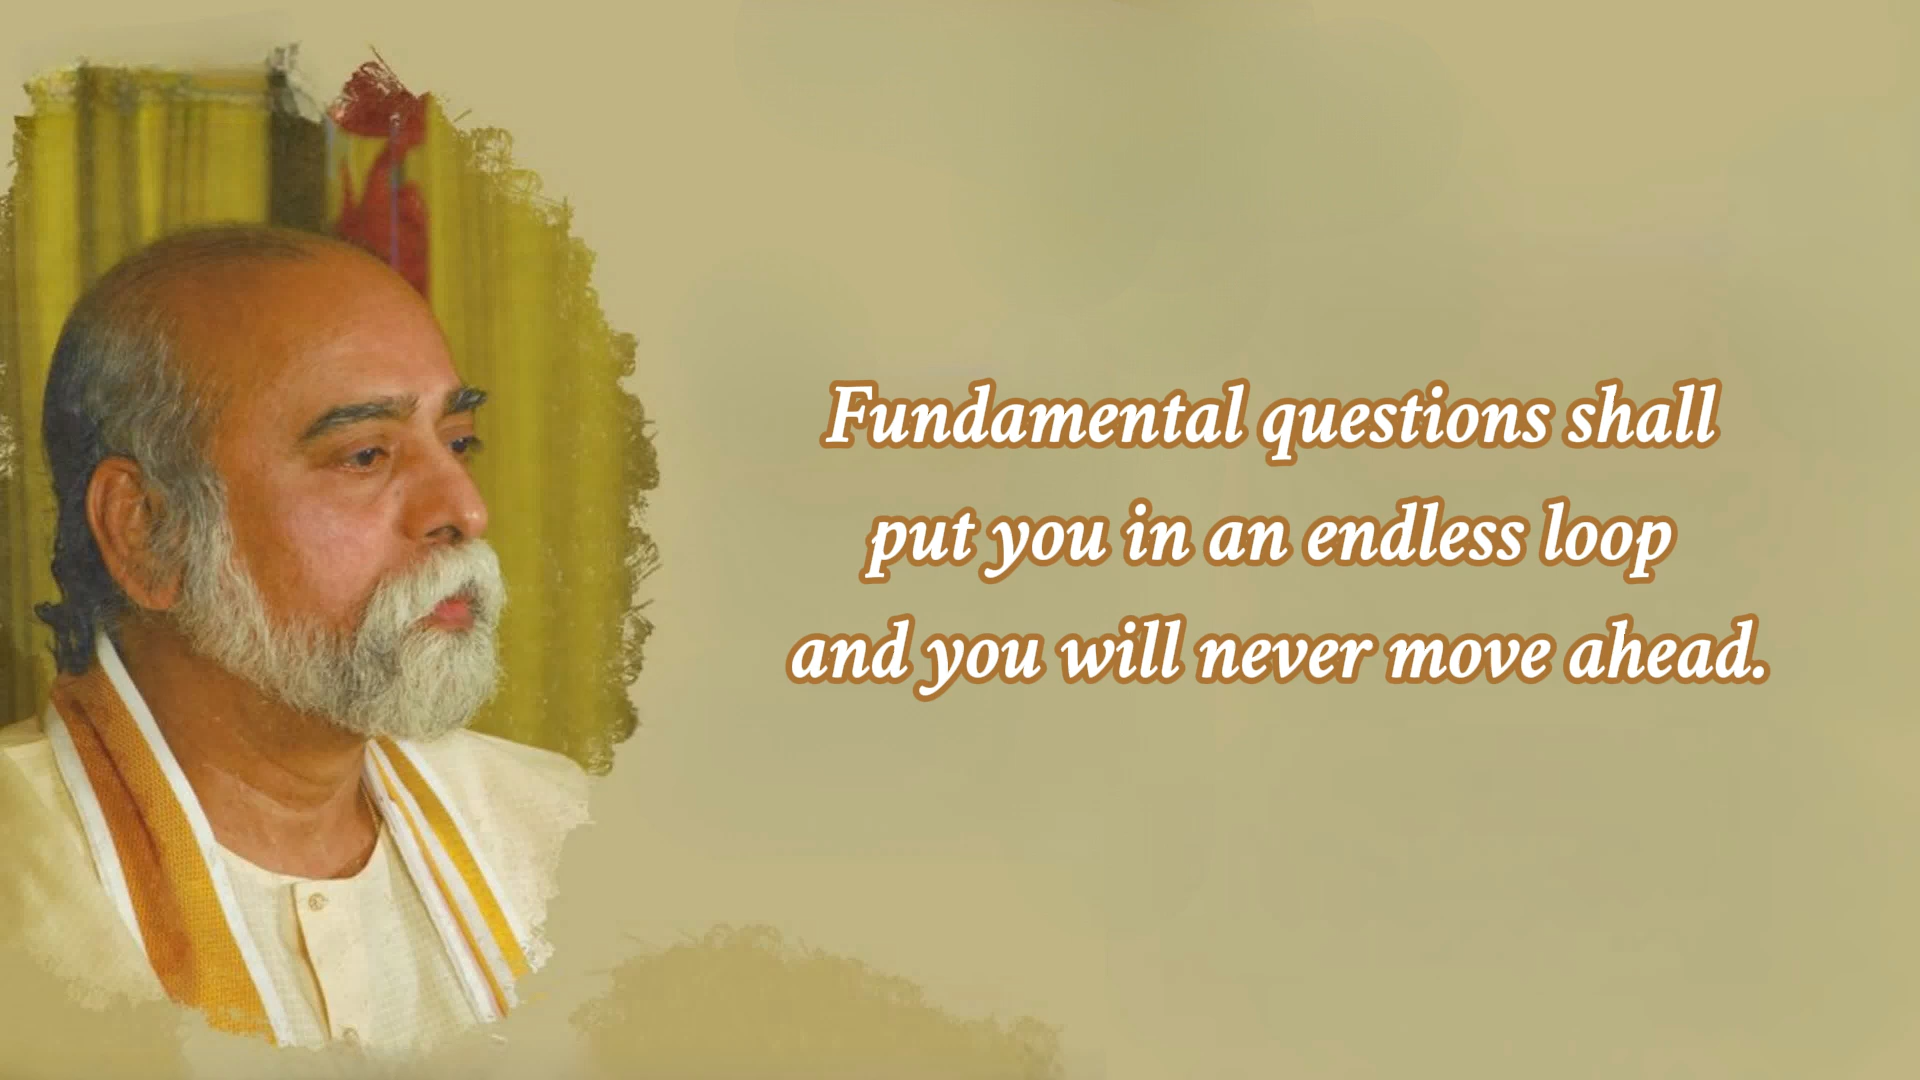 Fundamental questions shall
put you in an endless loop
and you will never move ahead.